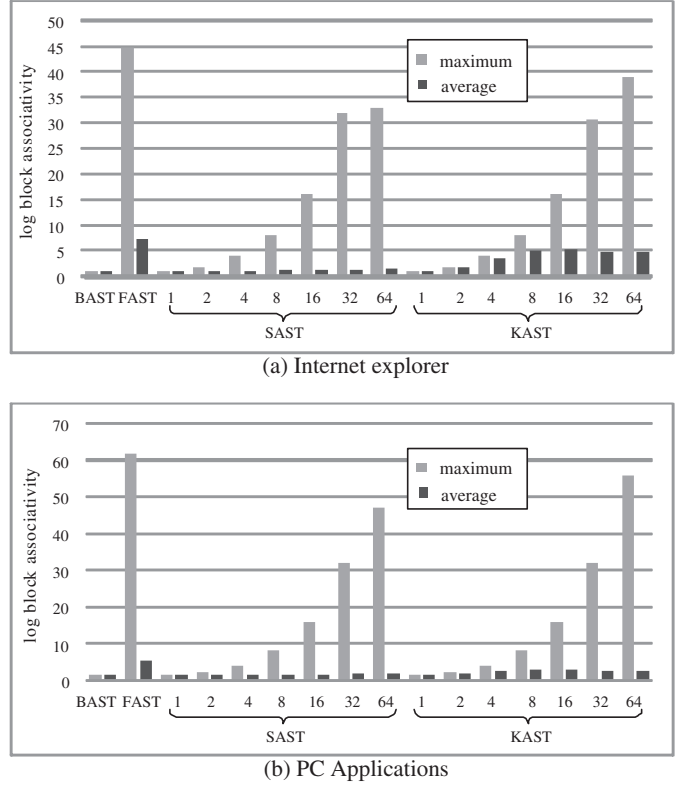 50
45
40
35
30
25
20
15
10
5
0
log block associativity
maximum
average
BAST FAST 1 2 4 8 16 32 64 1 2 4 8 16 32 64
SAST KAST
(a) Internet explorer
70
60
50
40
30
20
10
0
log block associativity
maximum
average
BAST FAST 1 2 4 8 16 32 64 1 2 4 8 16 32 64
SAST KAST
(b) PC Applications